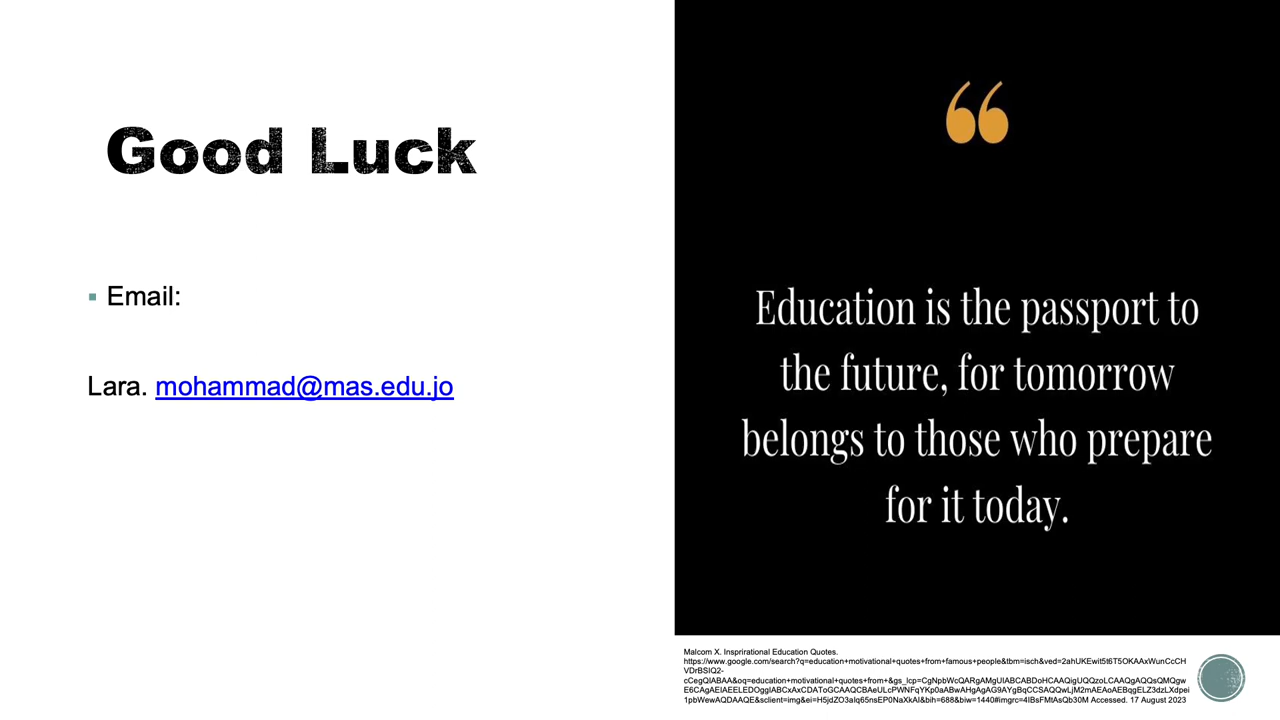 Good Luck
▪ Email:
Lara. mohammad@mas.edu.jo
“
Education is the passport to
the future, for tomorrow
belongs to those who prepare
for it today.
Malcom X. Insprirational Education Quotes.
https://www.google.com/search?q=education+motivational+quotes+from+famous+people&tbm=isch&ved=2ahUKEwit5t6T5OKAAxWunCcCH
VDrBSIQ2-
cCegQIABAA&oq=education+motivational+quotes+from+&gs_lcp=CgNpbWcQARgAMgUIABCABDoHCAAQigUQQzoLCAAQgAQQsQMQgw
E6CAgAEIAEELEDOggIABCxAxCDAToGCAAQCBAeULcPWNFqYKp0aABwAHgAgAG9AYgBqCCSAQQwLjM2mAEAoAEBqgELZ3dzLXdpei
1pbWewAQDAAQE&sclient=img&ei=H5jdZO3aIq65nsEP0NaXkAI&bih=688&biw=1440#imgrc=4IBsFMtAsQb30M Accessed. 17 August 2023